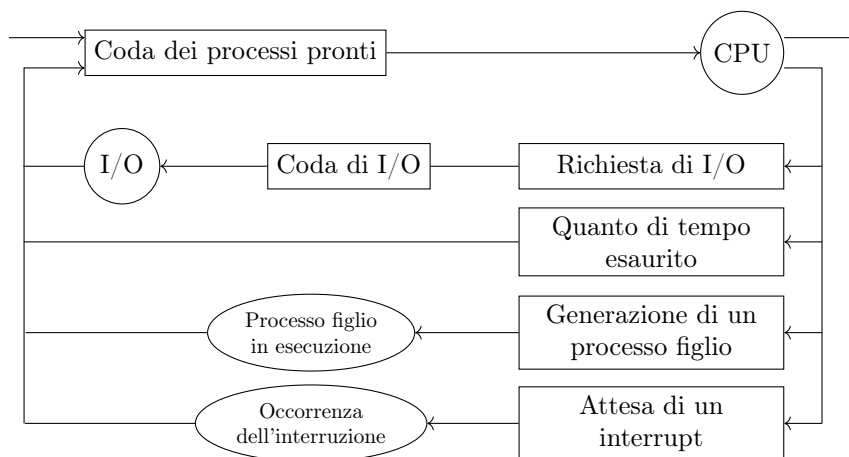 Coda dei processi pronti
CPU
I/O
Coda di I/O
Richiesta di I/O
Quanto di tempo
esaurito
Processo figlio
in esecuzione
Generazione di un
processo figlio
Occorrenza
dell'interruzione
Attesa di un
interrupt